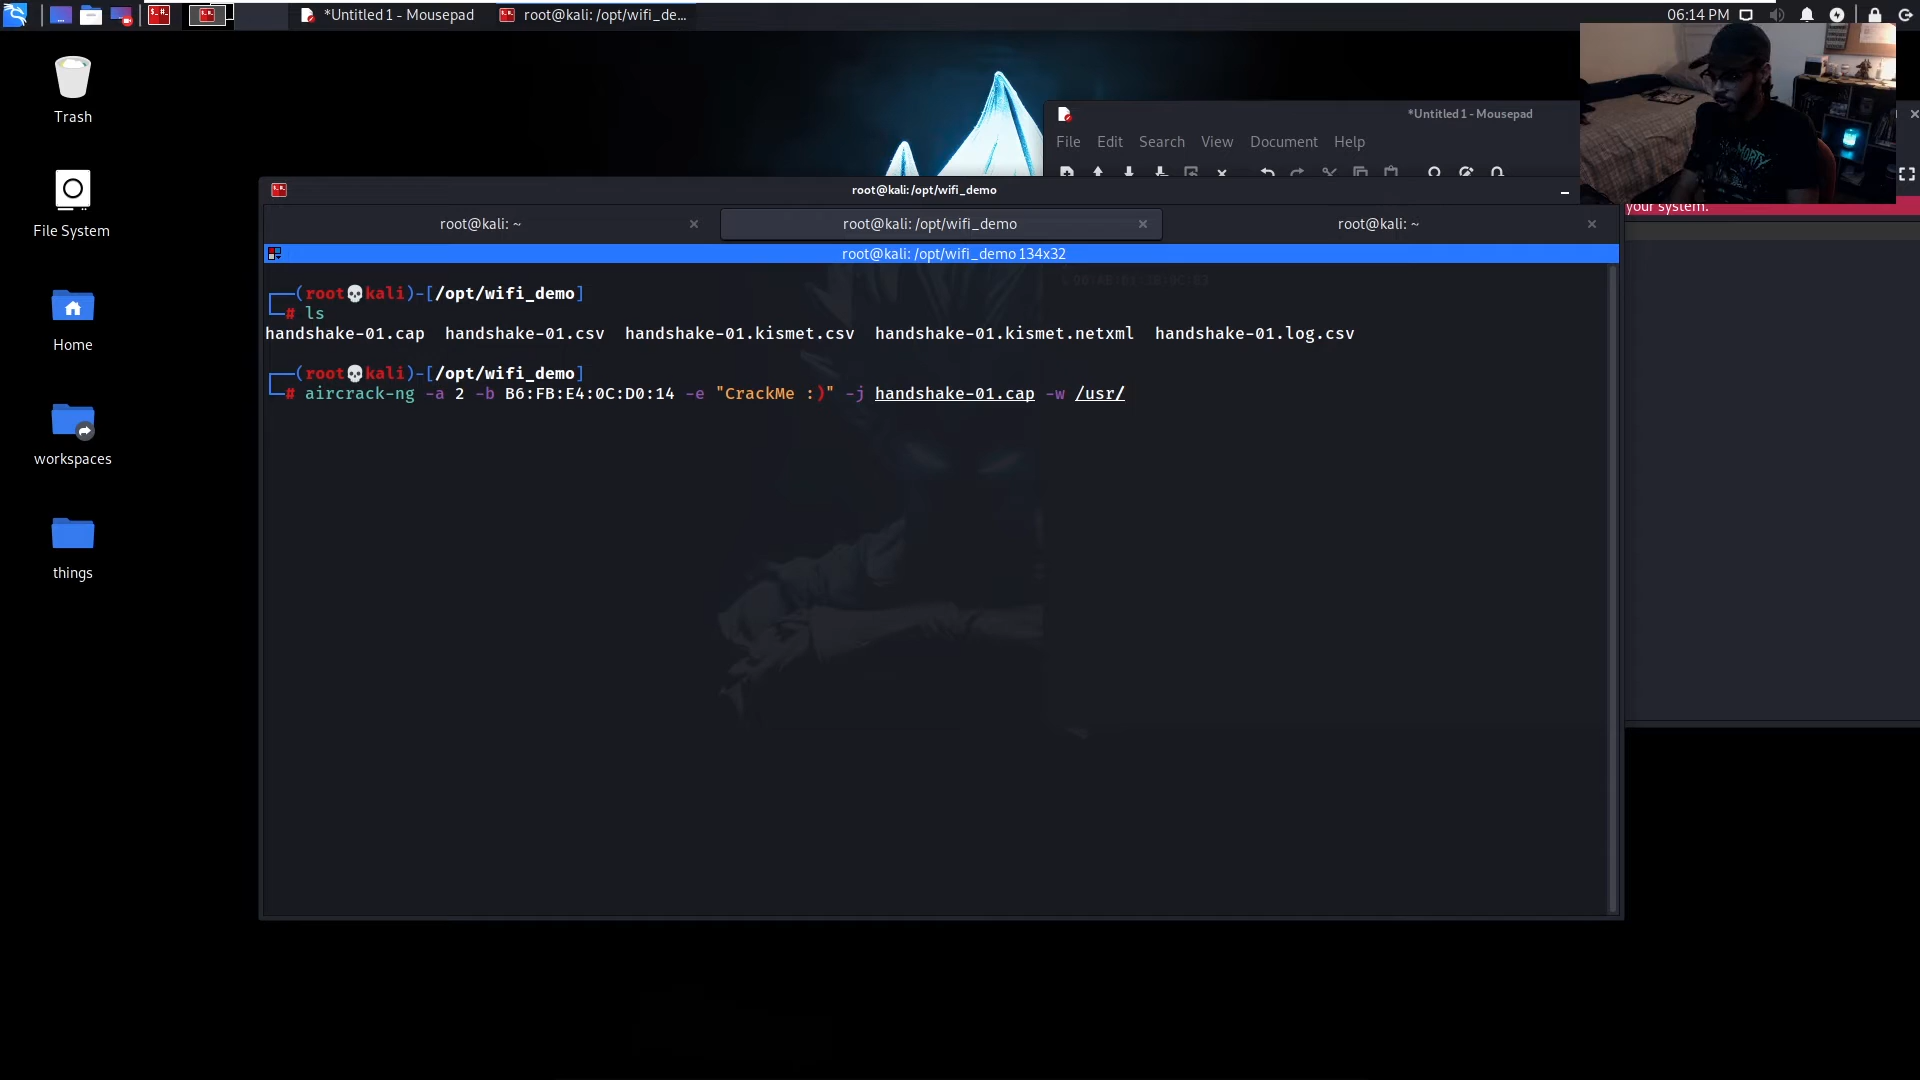 *Untitled 1 - Mousepad
root@kali: /opt/wifi_de...
06:14 PM
Trash
File System
Home
workspaces
things
*Untitled 1 - Mousepad
File Edit Search View Document Help
your system.
root@kali: /opt/wifi_demo
root@kali: ~
root@kali: /opt/wifi_demo
root@kali: ~
root@kali: /opt/wifi_demo 134x32
(root💀kali)-[/opt/wifi_demo]
# ls
handshake-01.cap handshake-01.csv handshake-01.kismet.csv handshake-01.kismet.netxml handshake-01.log.csv
(root💀kali)-[/opt/wifi_demo]
# aircrack-ng -a 2 -b B6:FB:E4:0C:D0:14 -e "CrackMe :)" -j handshake-01.cap -w /usr/